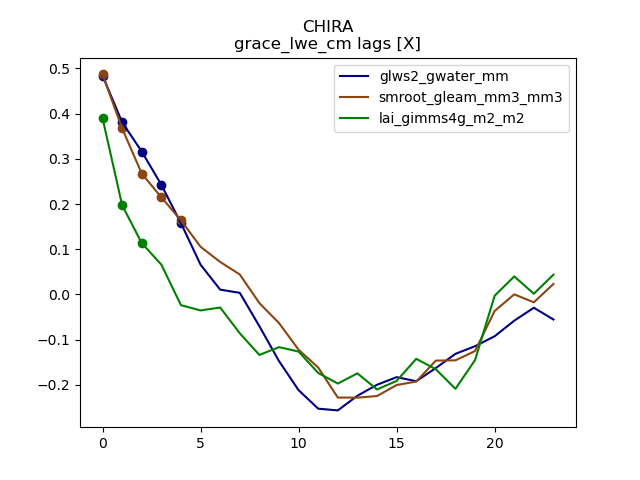 CHIRA
grace_lwe_cm lags [X]
glws2_gwater_mm
smroot_gleam_mm3_mm3
lai_gimms4g_m2_m2
0.5
0.4
0.3
0.2
0.1
0.0
−0.1
−0.2
0 5 10 15 20